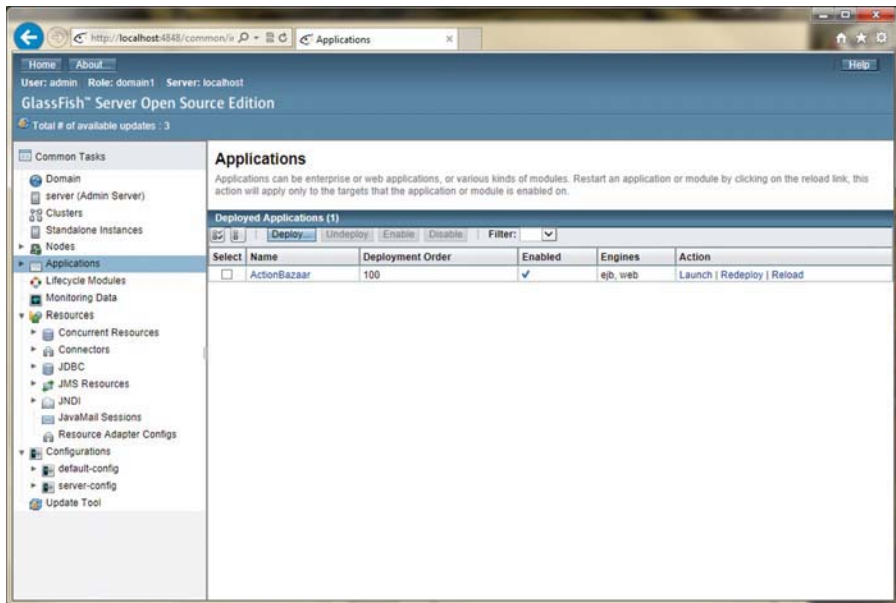 http://localhost:4848/common/i
Applications
Home About...
Help
User: admin Role: domain1 Server: localhost
GlassFish™ Server Open Source Edition
Total # of available updates : 3
Common Tasks
Domain
server (Admin Server)
Clusters
Standalone Instances
Nodes
Applications
Lifecycle Modules
Monitoring Data
Resources
Concurrent Resources
Connectors
JDBC
JMS Resources
JNDI
JavaMail Sessions
Resource Adapter Configs
Configurations
default-config
server-config
Update Tool
Applications
Applications can be enterprise or web applications, or various kinds of modules. Restart an application or module by clicking on the reload link, this
action will apply only to the targets that the application or module is enabled on.
Deployed Applications (1)
Deploy... Undeploy Enable Disable Filter:
Select Name Deployment Order Enabled Engines Action
ActionBazaar 100 ejb, web Launch | Redeploy | Reload